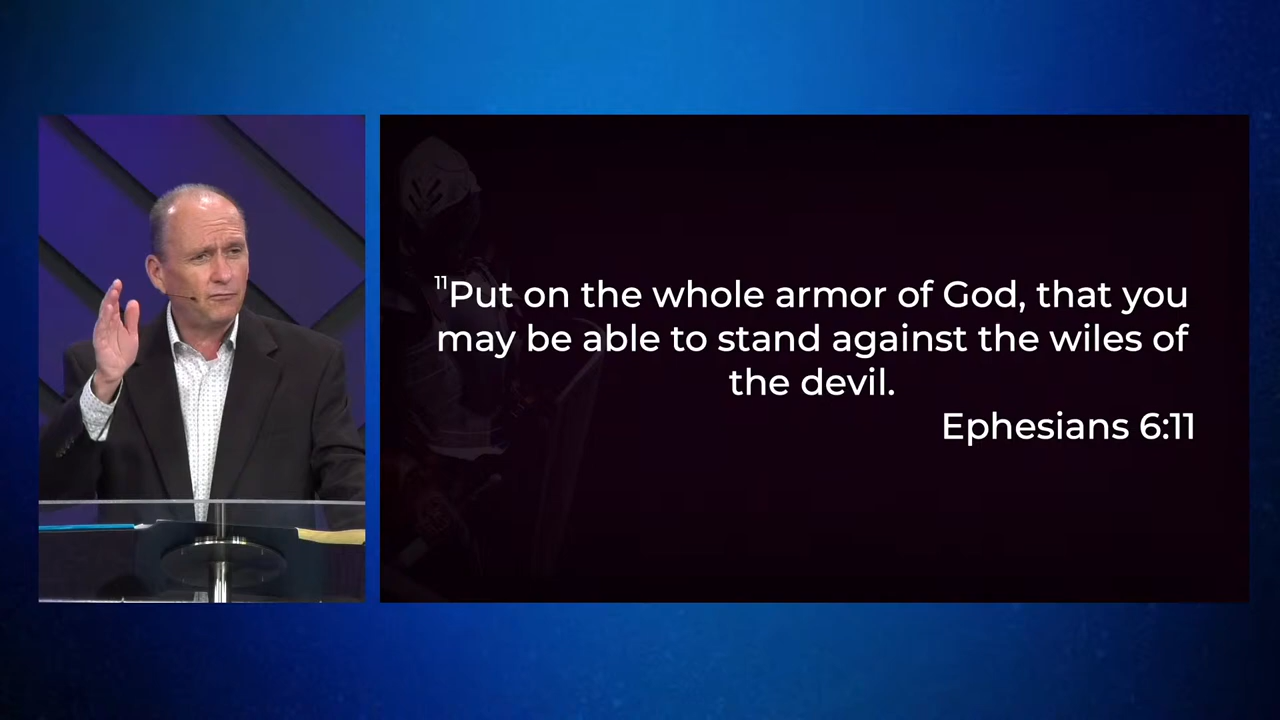 ¹¹Put on the whole armor of God, that you
may be able to stand against the wiles of
the devil.
Ephesians 6:11